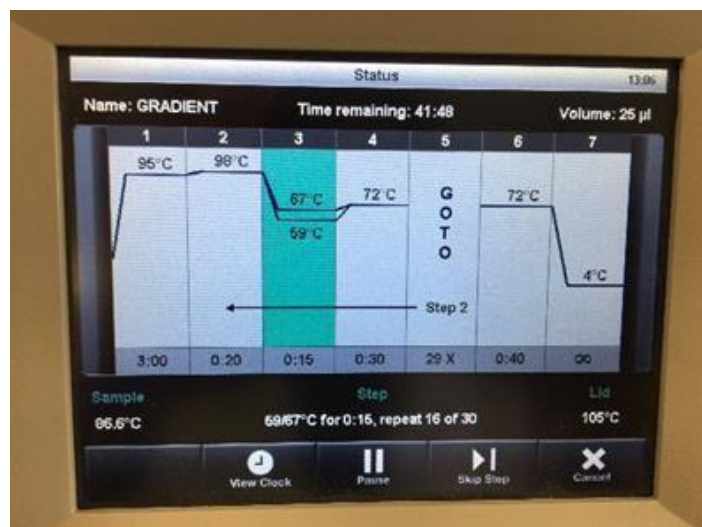 Status
13:06
Name: GRADIENT Time remaining: 41:48 Volume: 25 µl
1 2 3 4 5 6 7
95°C 98°C 67°C 72°C GOTO 72°C
59°C
4°C
Step 2
3:00 0:20 0:15 0:30 29 X 0:40 ∞
Sample Step Lid
86.6°C 59/67°C for 0:15, repeat 16 of 30 105°C
View Clock Pause Skip Step Cancel